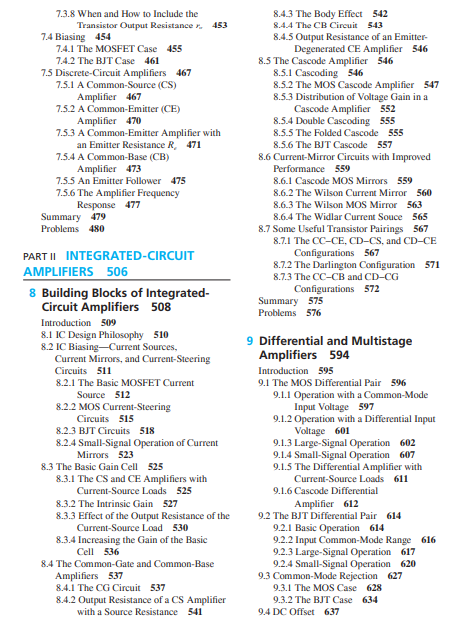 7.3.8 When and How to Include the
Transistor Output Resistance rₒ 453
7.4 Biasing 454
7.4.1 The MOSFET Case 455
7.4.2 The BJT Case 461
7.5 Discrete-Circuit Amplifiers 467
7.5.1 A Common-Source (CS)
Amplifier 467
7.5.2 A Common-Emitter (CE)
Amplifier 470
7.5.3 A Common-Emitter Amplifier with
an Emitter Resistance Rₑ 471
7.5.4 A Common-Base (CB)
Amplifier 473
7.5.5 An Emitter Follower 475
7.5.6 The Amplifier Frequency
Response 477
Summary 479
Problems 480
PART II INTEGRATED-CIRCUIT
AMPLIFIERS 506
8 Building Blocks of Integrated-
Circuit Amplifiers 508
Introduction 509
8.1 IC Design Philosophy 510
8.2 IC Biasing—Current Sources,
Current Mirrors, and Current-Steering
Circuits 511
8.2.1 The Basic MOSFET Current
Source 512
8.2.2 MOS Current-Steering
Circuits 515
8.2.3 BJT Circuits 518
8.2.4 Small-Signal Operation of Current
Mirrors 523
8.3 The Basic Gain Cell 525
8.3.1 The CS and CE Amplifiers with
Current-Source Loads 525
8.3.2 The Intrinsic Gain 527
8.3.3 Effect of the Output Resistance of the
Current-Source Load 530
8.3.4 Increasing the Gain of the Basic
Cell 536
8.4 The Common-Gate and Common-Base
Amplifiers 537
8.4.1 The CG Circuit 537
8.4.2 Output Resistance of a CS Amplifier
with a Source Resistance 541
8.4.3 The Body Effect 542
8.4.4 The CB Circuit 543
8.4.5 Output Resistance of an Emitter-
Degenerated CE Amplifier 546
8.5 The Cascode Amplifier 546
8.5.1 Cascoding 546
8.5.2 The MOS Cascode Amplifier 547
8.5.3 Distribution of Voltage Gain in a
Cascode Amplifier 552
8.5.4 Double Cascoding 555
8.5.5 The Folded Cascode 555
8.5.6 The BJT Cascode 557
8.6 Current-Mirror Circuits with Improved
Performance 559
8.6.1 Cascode MOS Mirrors 559
8.6.2 The Wilson Current Mirror 560
8.6.3 The Wilson MOS Mirror 563
8.6.4 The Widlar Current Souce 565
8.7 Some Useful Transistor Pairings 567
8.7.1 The CC–CE, CD–CS, and CD–CE
Configurations 567
8.7.2 The Darlington Configuration 571
8.7.3 The CC–CB and CD–CG
Configurations 572
Summary 575
Problems 576
9 Differential and Multistage
Amplifiers 594
Introduction 595
9.1 The MOS Differential Pair 596
9.1.1 Operation with a Common-Mode
Input Voltage 597
9.1.2 Operation with a Differential Input
Voltage 601
9.1.3 Large-Signal Operation 602
9.1.4 Small-Signal Operation 607
9.1.5 The Differential Amplifier with
Current-Source Loads 611
9.1.6 Cascode Differential
Amplifier 612
9.2 The BJT Differential Pair 614
9.2.1 Basic Operation 614
9.2.2 Input Common-Mode Range 616
9.2.3 Large-Signal Operation 617
9.2.4 Small-Signal Operation 620
9.3 Common-Mode Rejection 627
9.3.1 The MOS Case 628
9.3.2 The BJT Case 634
9.4 DC Offset 637